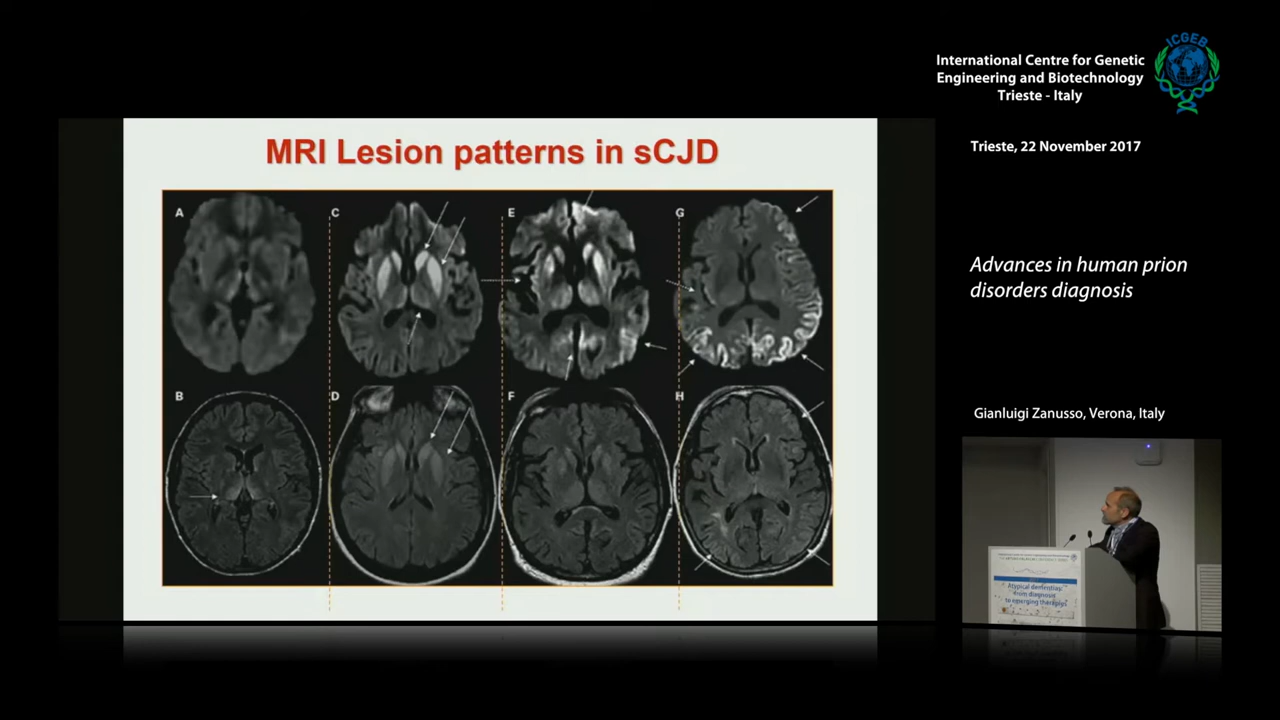 International Centre for Genetic
Engineering and Biotechnology
Trieste - Italy
ICGEB
Trieste, 22 November 2017
MRI Lesion patterns in sCJD
A
C
E
G
B
D
F
H
Advances in human prion
disorders diagnosis
Gianluigi Zanusso, Verona, Italy
Atypical dementias:
from diagnosis
to emerging therapies